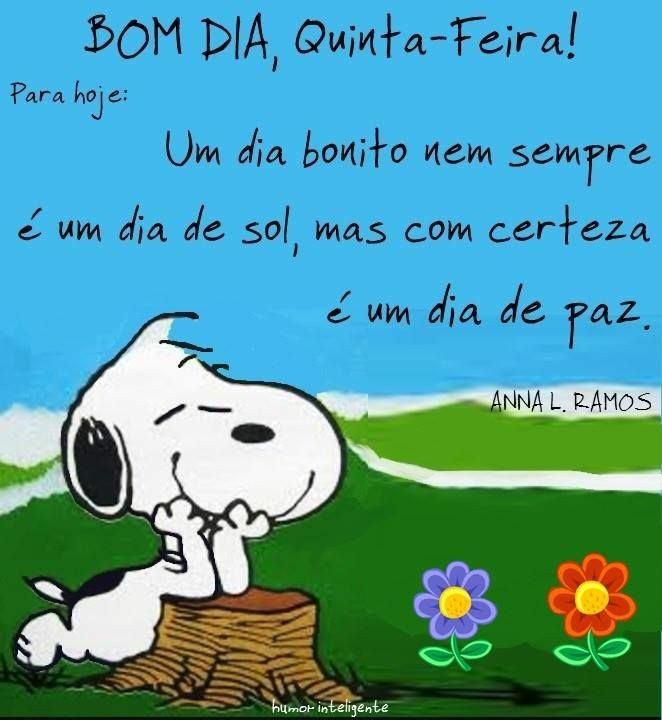 BOM DIA, Quinta-Feira!
Para hoje:
Um dia bonito nem sempre
é um dia de sol, mas com certeza
é um dia de paz.
ANNA L. RAMOS
humor inteligente